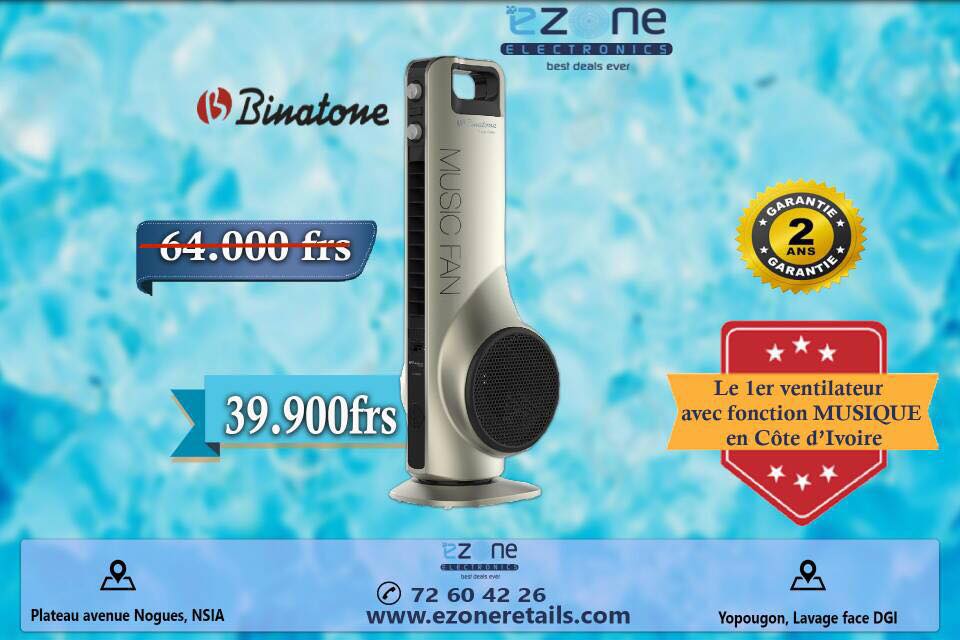 eZONE
ELECTRONICS
best deals ever
Binatone
Binatone
MUSIC FAN
64.000 frs
39.900frs
GARANTIE
2
ANS
GARANTIE
Le 1er ventilateur
avec fonction MUSIQUE
en Côte d'Ivoire
eZONE
ELECTRONICS
best deals ever
Plateau avenue Nogues, NSIA
72 60 42 26
www.ezoneretails.com
Yopougon, Lavage face DGI